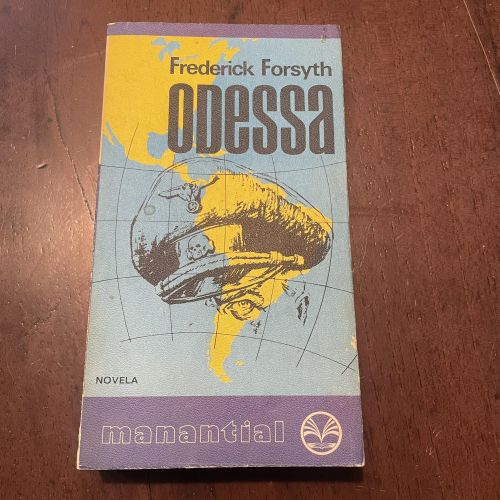 Frederick Forsyth
ODESSA
NOVELA
manantial